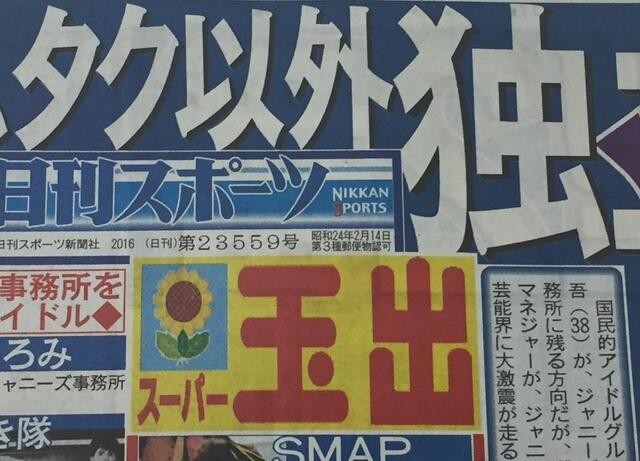 ムタク以外独立
日刊スポーツ
NIKKAN
SPORTS
日刊スポーツ新聞社 2016 (日刊) 第23559号
昭和24年2月14日
第3種郵便物認可
事務所を
イドル◆
ろみ
ャニーズ事務所
き隊
スーパー玉出
SMAP
国民的アイドルグル
吾(38)が、ジャニー
務所に残る方向だが、
マネジャーが、ジャニ
芸能界に大激震が走る